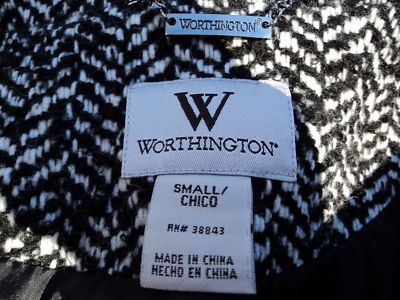 WORTHINGTON®
W
WORTHINGTON®
SMALL/
CHICO
RN# 38843
MADE IN CHINA
HECHO EN CHINA